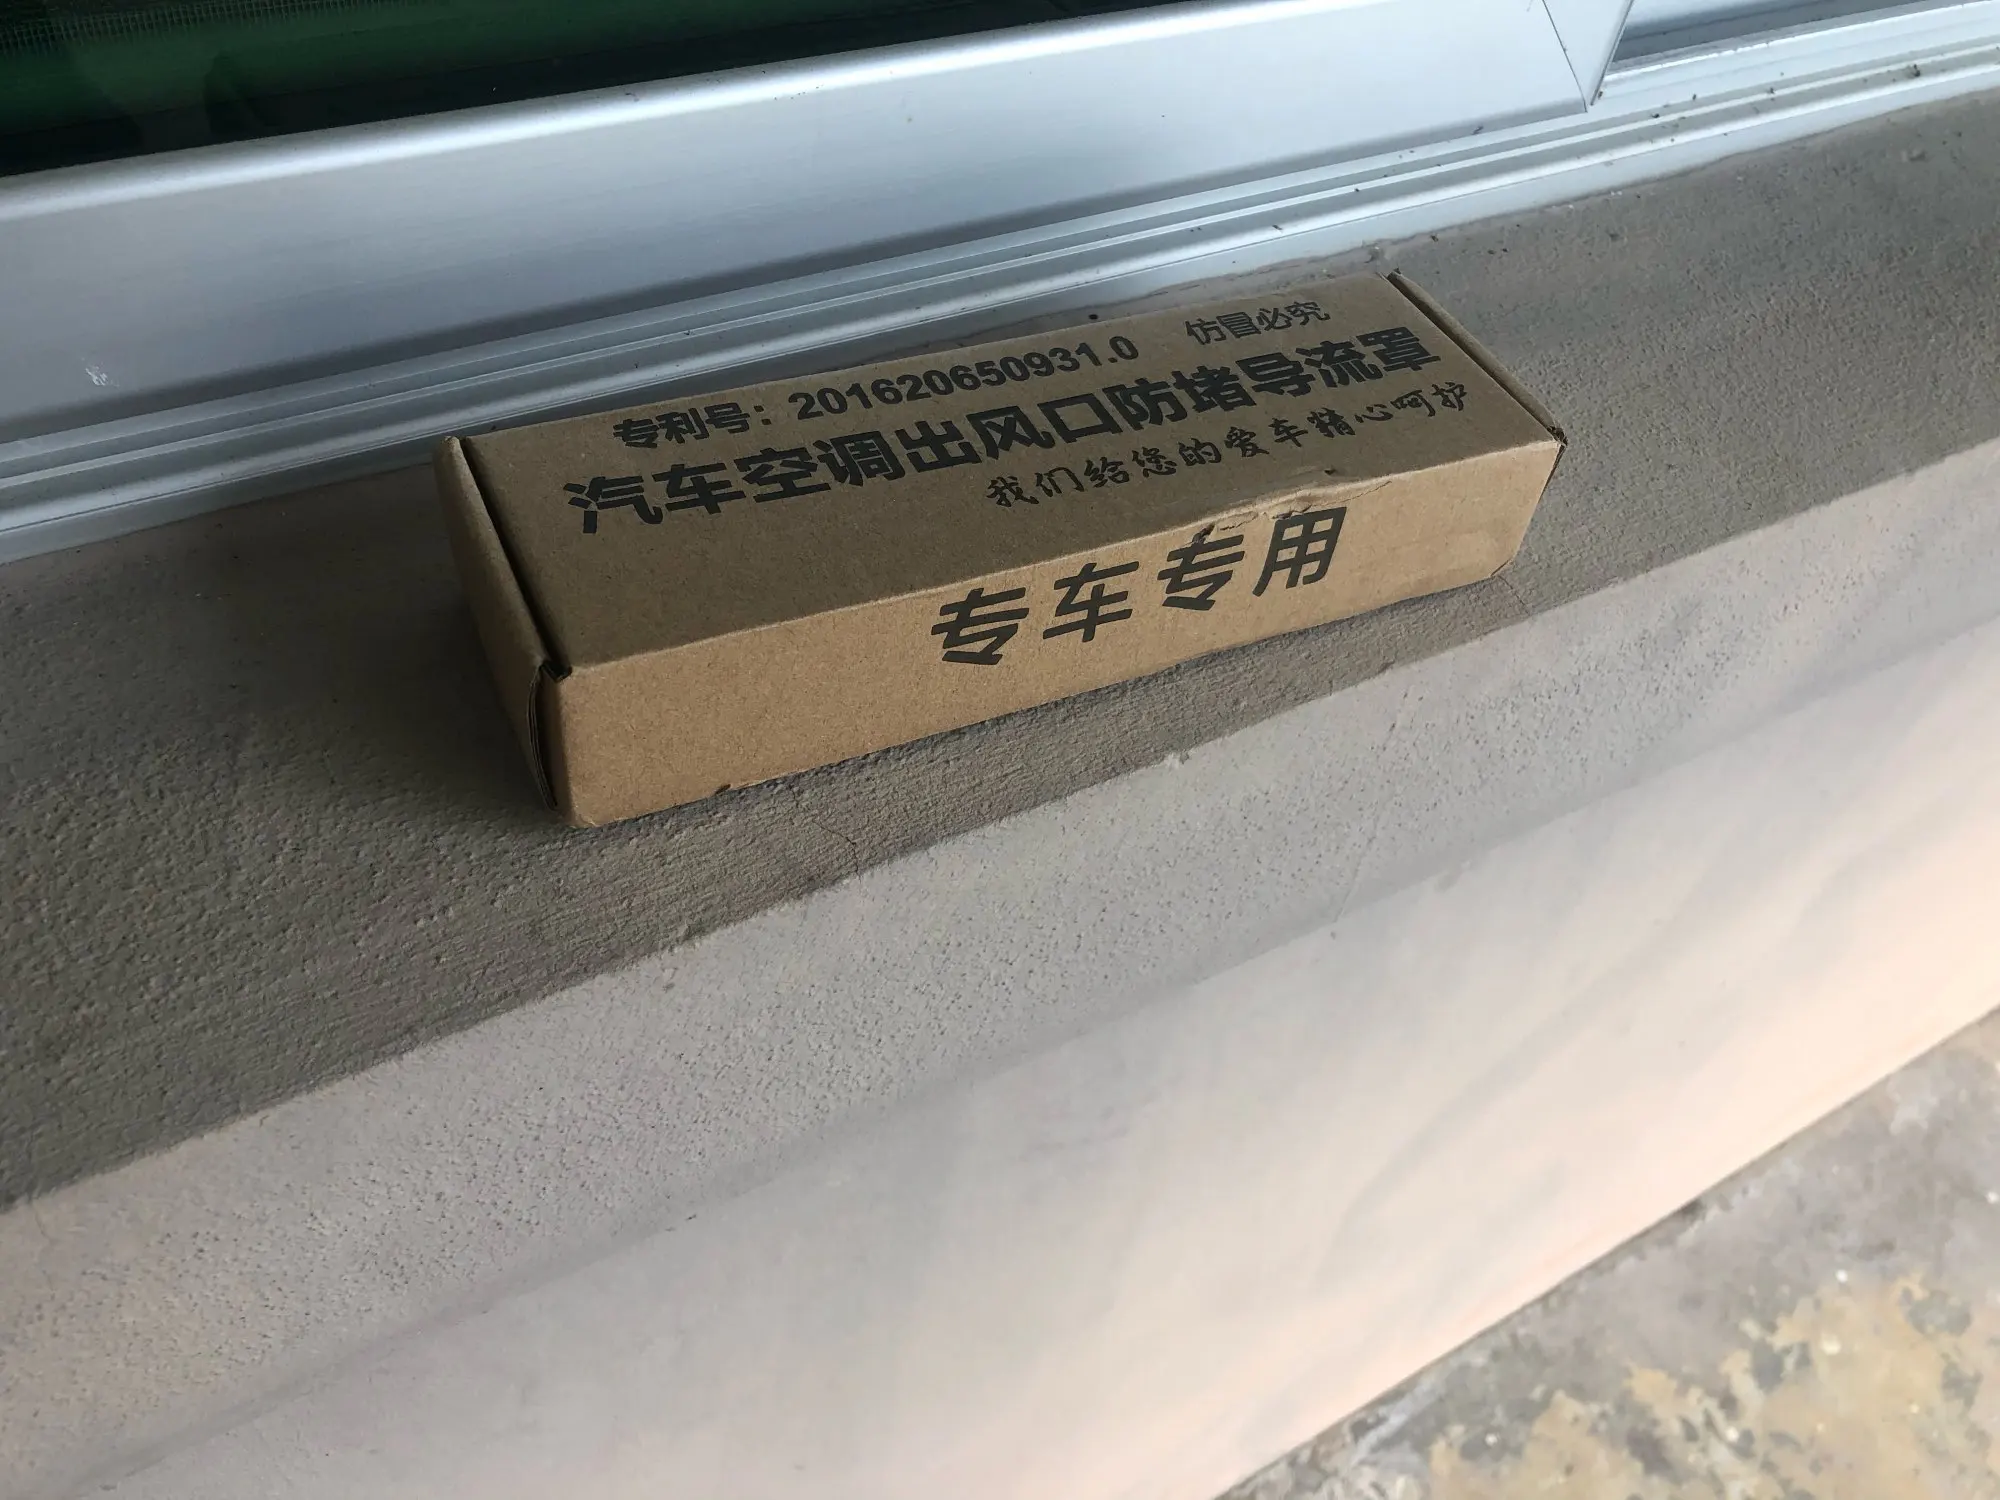 专利号：201620650931.0 仿冒必究
汽车空调出风口防堵导流罩
我们给您的爱车精心呵护
专车专用